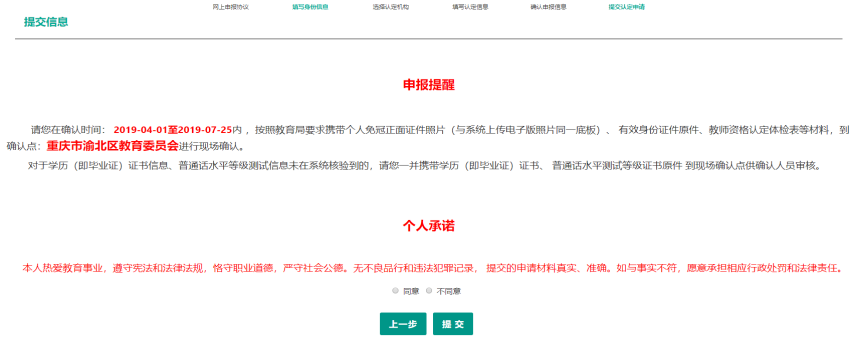 网上申报协议 填写身份信息 选择认定机构 填写认定信息 确认申报信息 提交认定申请
提交信息
申报提醒
请您在确认时间： 2019-04-01至2019-07-25内 ，按照教育局要求携带个人免冠正面证件照片（与系统上传电子版照片同一底板）、 有效身份证件原件、教师资格认定体检表等材料，到
确认点：重庆市渝北区教育委员会进行现场确认。
对于学历（即毕业证）证书信息、普通话水平等级测试信息未在系统核验到的，请您一并携带学历（即毕业证）证书、 普通话水平测试等级证书原件 到现场确认点供确认人员审核。
个人承诺
本人热爱教育事业，遵守宪法和法律法规，恪守职业道德，严守社会公德。无不良品行和违法犯罪记录， 提交的申请材料真实、准确。如与事实不符，愿意承担相应行政处罚和法律责任。
同意 不同意
上一步 提 交